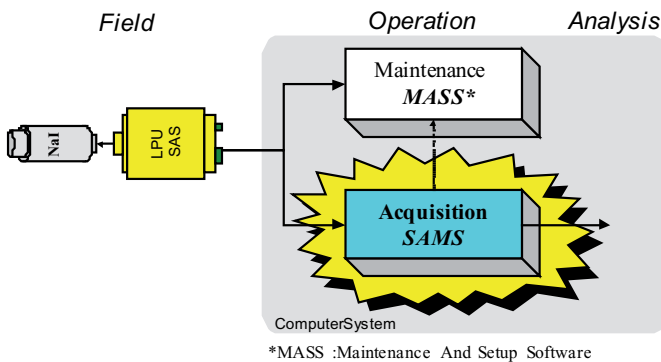 Field
Operation
Analysis
Maintenance
MASS*
NaI
LPU
SAS
Acquisition
SAMS
ComputerSystem
*MASS :Maintenance And Setup Software